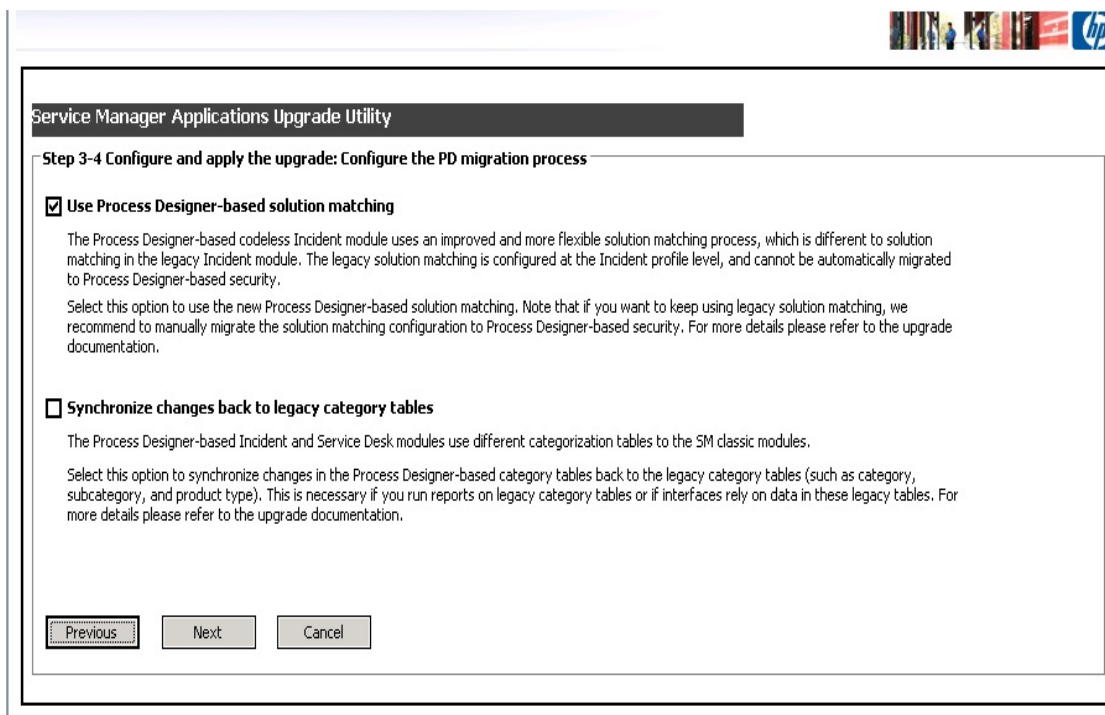 hp
Service Manager Applications Upgrade Utility
Step 3-4 Configure and apply the upgrade: Configure the PD migration process
Use Process Designer-based solution matching
The Process Designer-based codeless Incident module uses an improved and more flexible solution matching process, which is different to solution
matching in the legacy Incident module. The legacy solution matching is configured at the Incident profile level, and cannot be automatically migrated
to Process Designer-based security.
Select this option to use the new Process Designer-based solution matching. Note that if you want to keep using legacy solution matching, we
recommend to manually migrate the solution matching configuration to Process Designer-based security. For more details please refer to the upgrade
documentation.
Synchronize changes back to legacy category tables
The Process Designer-based Incident and Service Desk modules use different categorization tables to the SM classic modules.
Select this option to synchronize changes in the Process Designer-based category tables back to the legacy category tables (such as category,
subcategory, and product type). This is necessary if you run reports on legacy category tables or if interfaces rely on data in these legacy tables. For
more details please refer to the upgrade documentation.
Previous Next Cancel